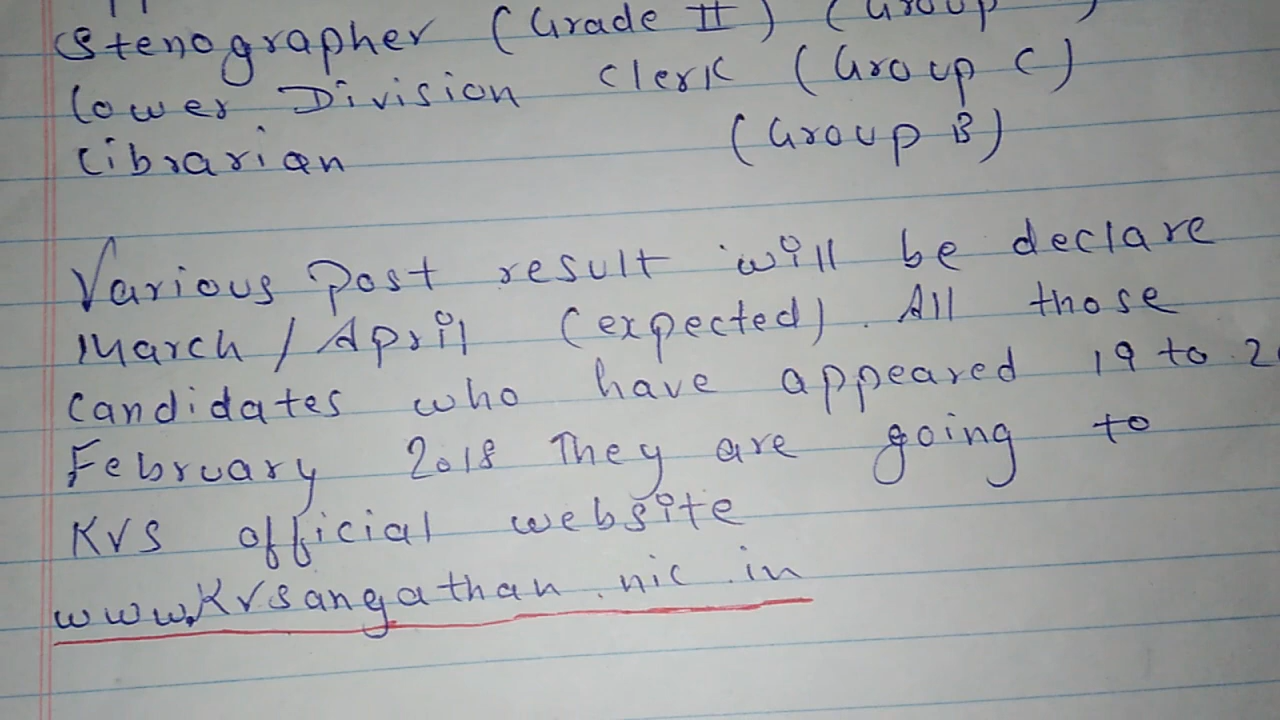 Stenographer (Grade II) (Group
Lower Division Clerk (Group C)
Librarian (Group B)
Various Post result will be declare
March / April (expected). All those
candidates who have appeared 19 to
February 2018 They are going to
KVS official website
www.Kvsangathan.nic.in